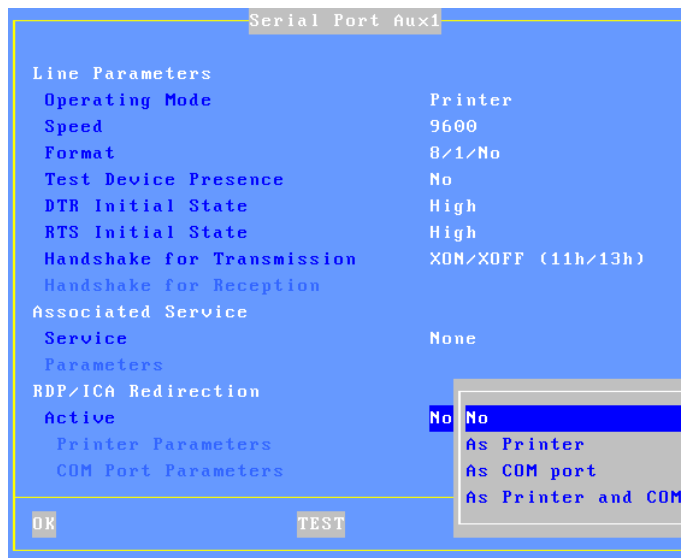 Serial Port Aux1
Line Parameters
Operating Mode Printer
Speed 9600
Format 8/1/No
Test Device Presence No
DTR Initial State High
RTS Initial State High
Handshake for Transmission XON/XOFF (11h/13h)
Handshake for Reception
Associated Service
Service None
Parameters
RDP/ICA Redirection
Active No No
Printer Parameters As Printer
COM Port Parameters As COM port
As Printer and COM
OK TEST